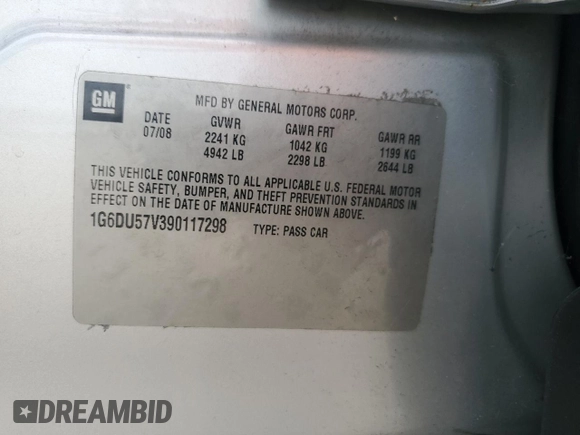 GM
MFD BY GENERAL MOTORS CORP.
DATE GVWR GAWR FRT GAWR RR
07/08 2241 KG 1042 KG 1199 KG
4942 LB 2298 LB 2644 LB
THIS VEHICLE CONFORMS TO ALL APPLICABLE U.S. FEDERAL MOTOR
VEHICLE SAFETY, BUMPER, AND THEFT PREVENTION STANDARDS IN
EFFECT ON THE DATE OF MANUFACTURE SHOWN ABOVE.
1G6DU57V390117298 TYPE: PASS CAR
DREAMBID